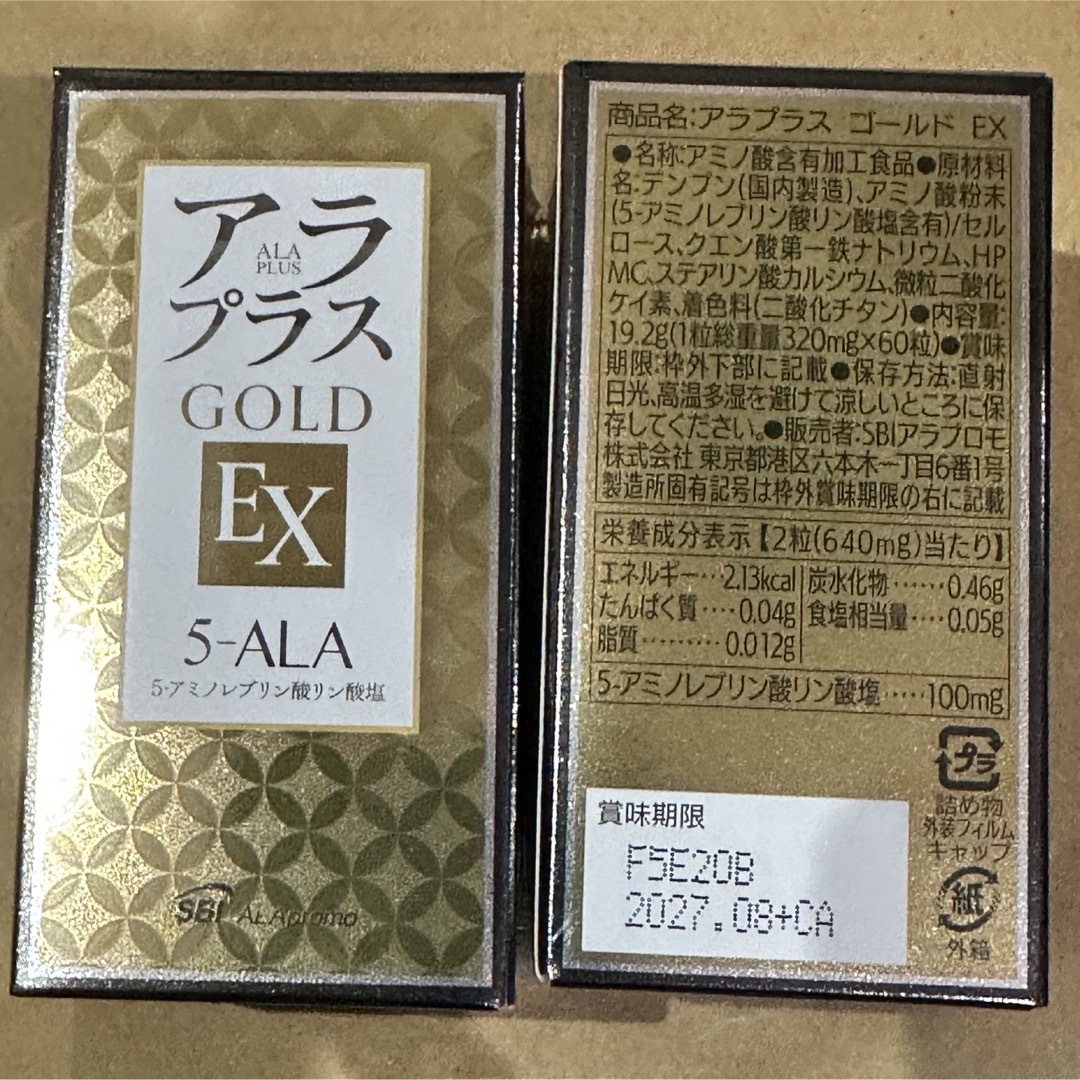 アラ
ALA
PLUS
プラス
GOLD
EX
5-ALA
5-アミノレブリン酸リン酸塩
SBI ALApromo
商品名:アラプラス ゴールド EX
●名称:アミノ酸含有加工食品●原材料
名:デンプン(国内製造)、アミノ酸粉末
(5-アミノレブリン酸リン酸塩含有)/セル
ロース、クエン酸第一鉄ナトリウム、HP
MC、ステアリン酸カルシウム、微粒二酸化
ケイ素、着色料(二酸化チタン)●内容量:
19.2g(1粒総重量320mg×60粒)●賞味
期限:枠外下部に記載●保存方法:直射
日光、高温多湿を避けて涼しいところに保
存してください。●販売者:SBIアラプロモ
株式会社 東京都港区六本木一丁目6番1号
製造所固有記号は枠外賞味期限の右に記載
栄養成分表示【2粒(640mg)当たり】
エネルギー…2.13kcal 炭水化物……0.46g
たんぱく質‥‥0.04g 食塩相当量‥‥0.05g
脂質………0.012g
5-アミノレブリン酸リン酸塩……100mg
プラ
詰め物
外装フィルム
キャップ
紙
外箱
賞味期限
F5E20B
2027.08+CA